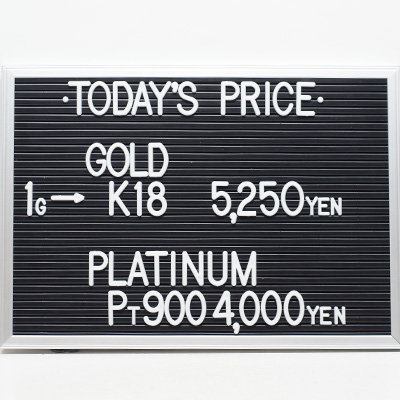 ·TODAY'S PRICE·
GOLD
1G→ K18 5,250YEN
PLATINUM
PT900 4,000YEN